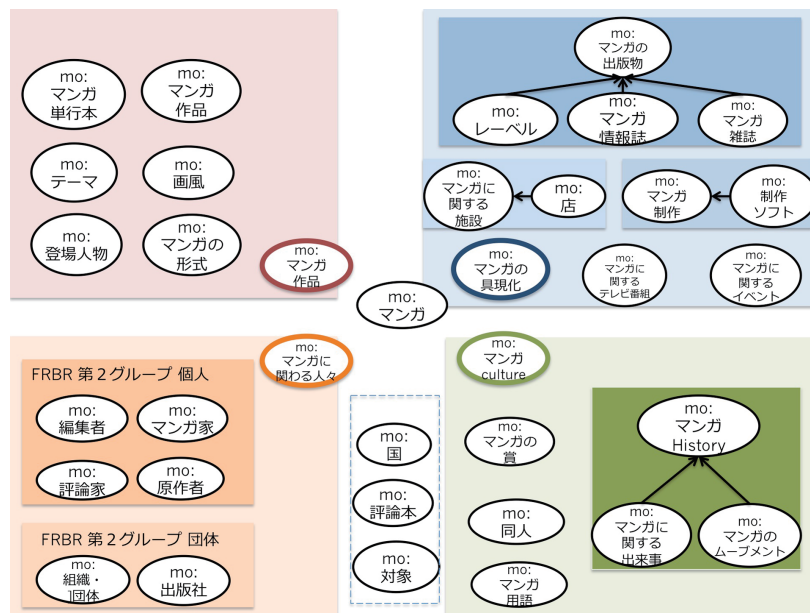 mo:
マンガ
単行本
mo:
マンガ
作品
mo:
テーマ
mo:
画風
mo:
登場人物
mo:
マンガの
形式
mo:
マンガ
作品
mo:
マンガの
出版物
mo:
レーベル
mo:
マンガ
情報誌
mo:
マンガ
雑誌
mo:
マンガに
関する
施設
mo:
店
mo:
マンガ
制作
mo:
制作
ソフト
mo:
マンガの
具現化
mo:
マンガに
関する
テレビ番組
mo:
マンガに
関する
イベント
mo:
マンガ
mo:
マンガに
関わる人々
FRBR 第2グループ 個人
mo:
編集者
mo:
マンガ家
mo:
評論家
mo:
原作者
FRBR 第2グループ 団体
mo:
組織・
団体
mo:
出版社
mo:
国
mo:
評論本
mo:
対象
mo:
マンガ
culture
mo:
マンガの
賞
mo:
同人
mo:
マンガ
用語
mo:
マンガ
History
mo:
マンガに
関する
出来事
mo:
マンガの
ムーブメント